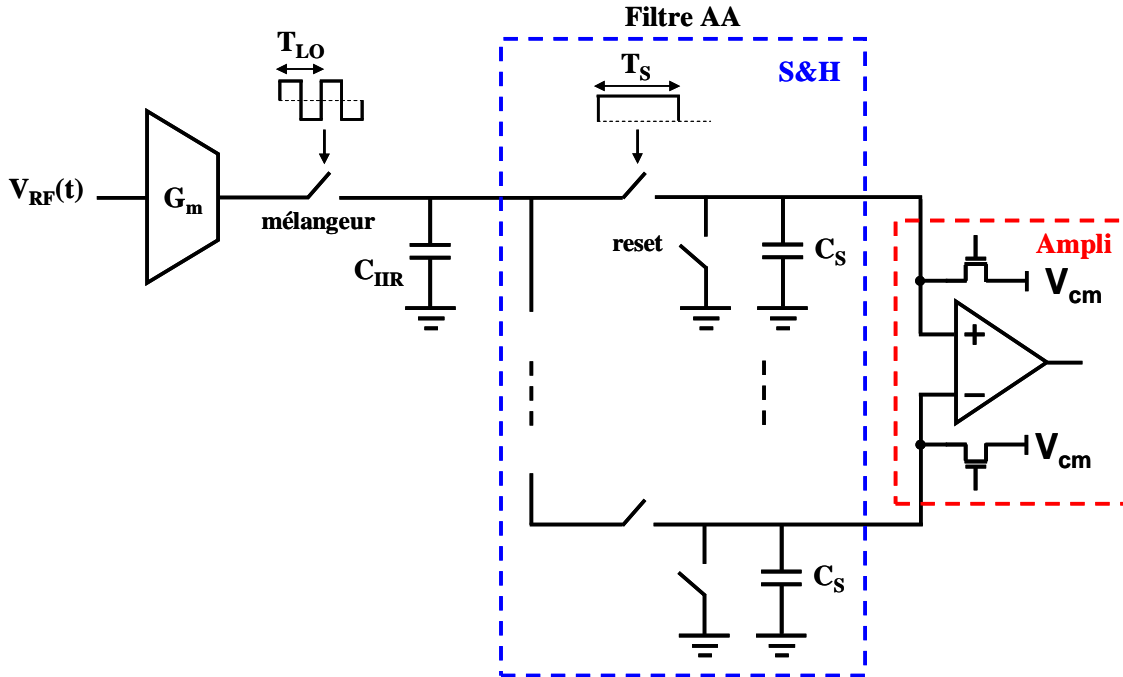 Filtre AA
T_LO
T_S
S&H
V_RF(t)
G_m
mélangeur
C_IIR
reset
C_S
Ampli
V_cm
+
−
V_cm
C_S